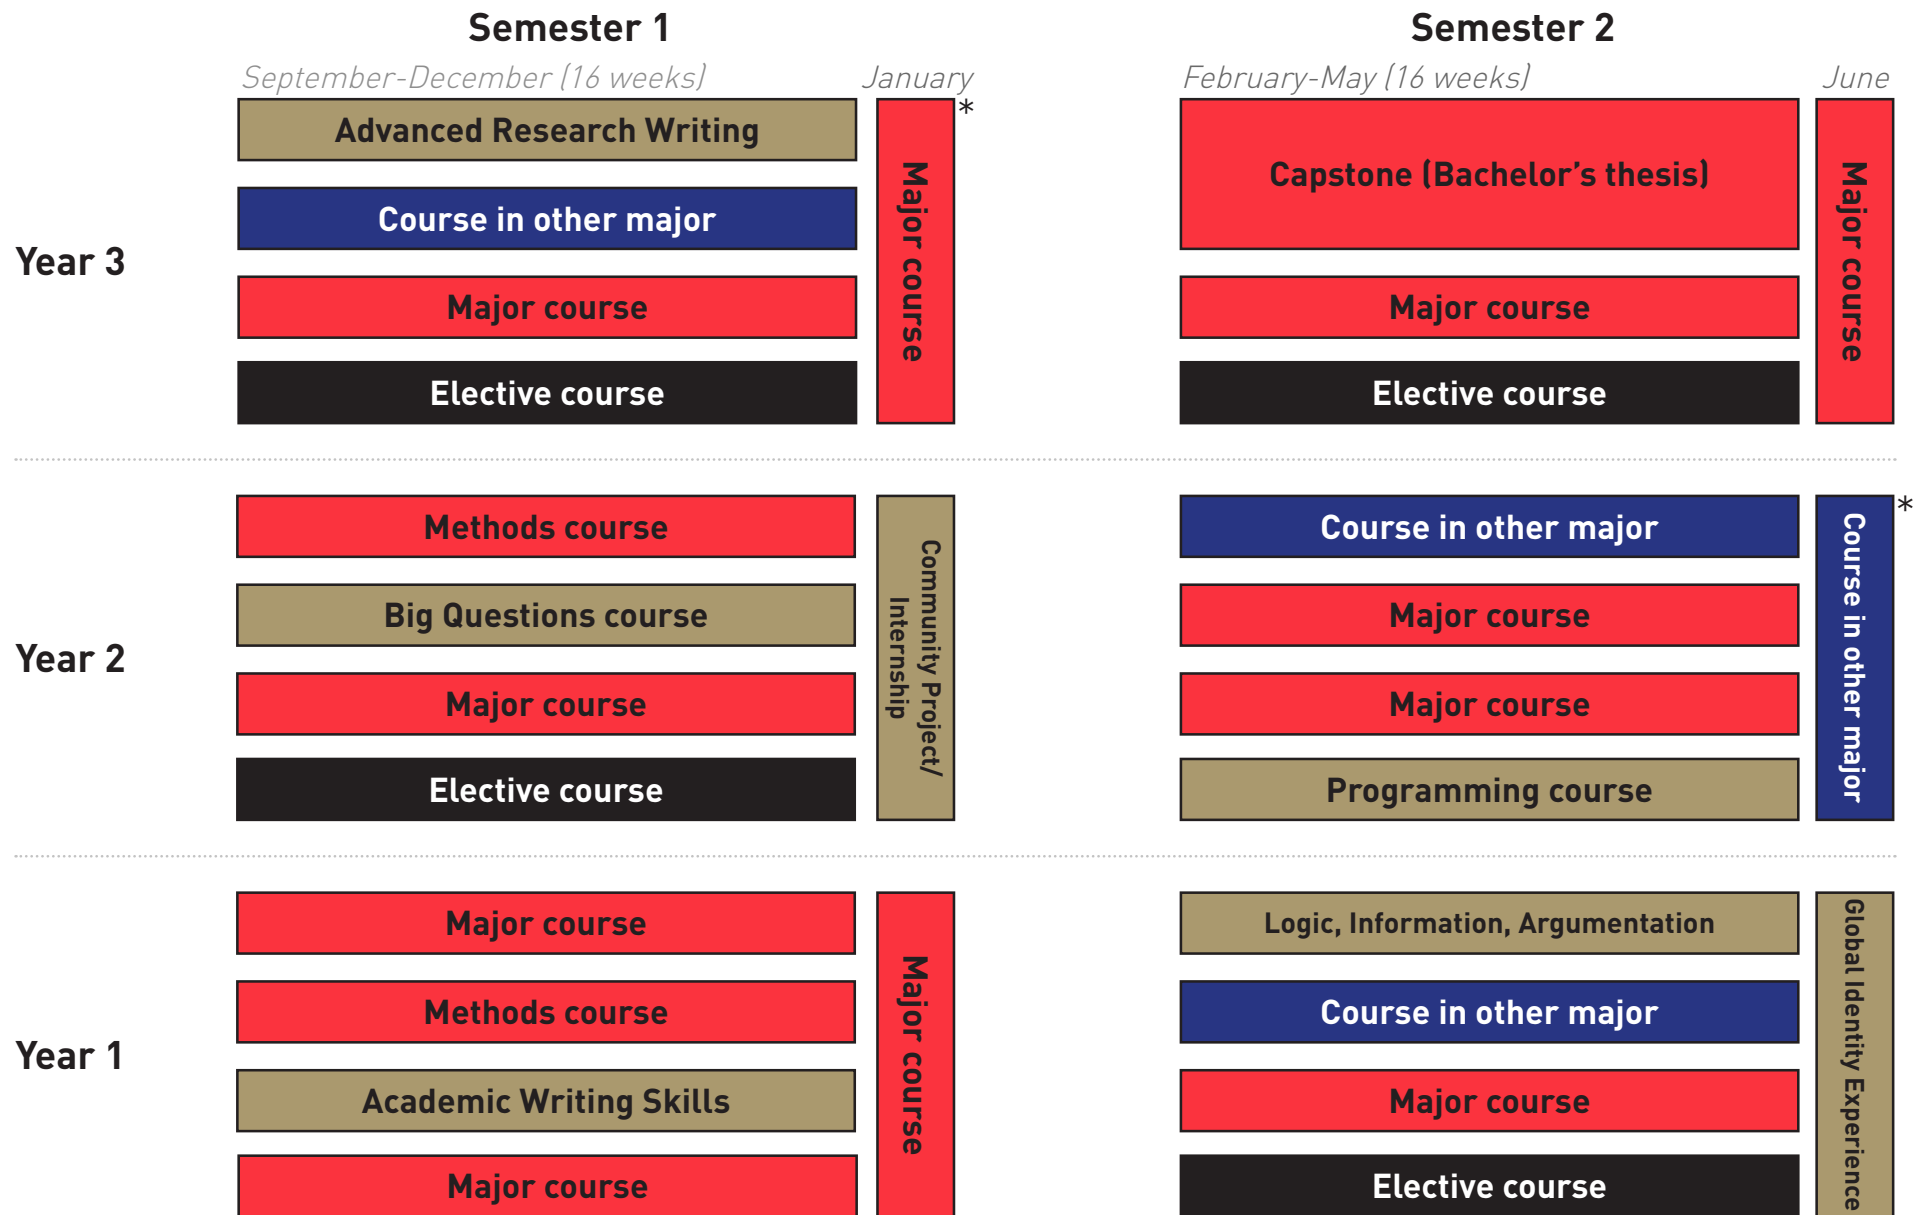 Semester 1
Semester 2
September-December (16 weeks)
January
February-May (16 weeks)
June
Year 3
Advanced Research Writing
Course in other major
Major course
Elective course
Major course
*
Capstone (Bachelor's thesis)
Major course
Elective course
Major course
Year 2
Methods course
Big Questions course
Major course
Elective course
Community Project/
Internship
Course in other major
Major course
Major course
Programming course
Course in other major
*
Year 1
Major course
Methods course
Academic Writing Skills
Major course
Major course
Logic, Information, Argumentation
Course in other major
Major course
Elective course
Global Identity Experience